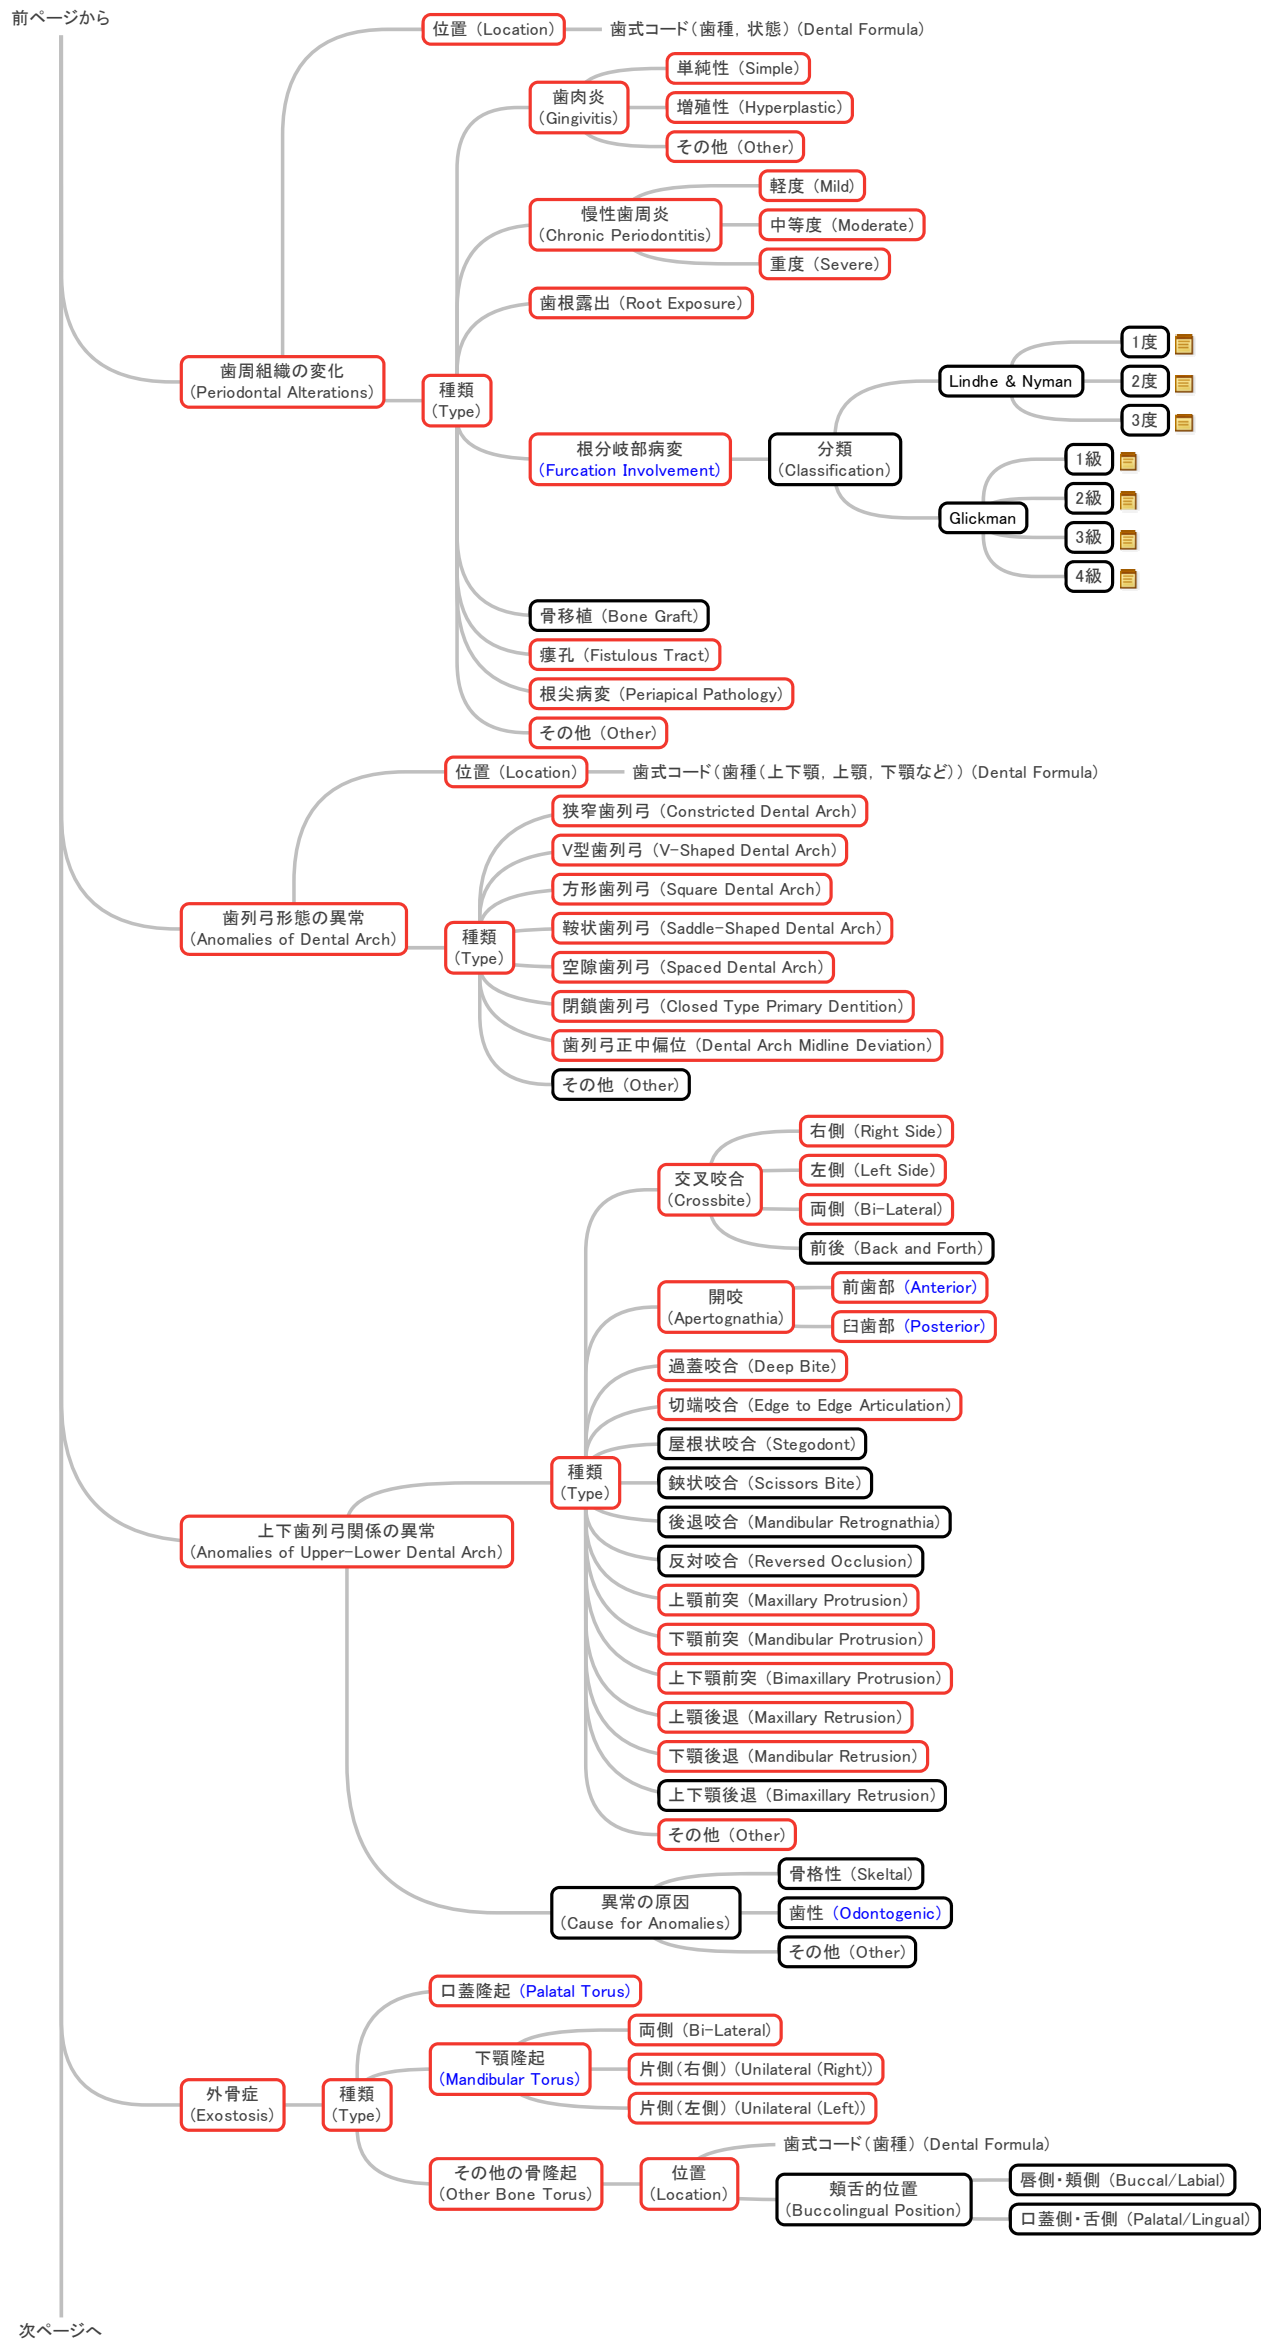 前ページから
位置 (Location)
歯式コード(歯種, 状態) (Dental Formula)
単純性 (Simple)
歯肉炎
(Gingivitis)
増殖性 (Hyperplastic)
その他 (Other)
軽度 (Mild)
慢性歯周炎
(Chronic Periodontitis)
中等度 (Moderate)
重度 (Severe)
歯根露出 (Root Exposure)
歯周組織の変化
(Periodontal Alterations)
種類
(Type)
根分岐部病変
(Furcation Involvement)
分類
(Classification)
Lindhe & Nyman
1度
2度
3度
Glickman
1級
2級
3級
4級
骨移植 (Bone Graft)
瘻孔 (Fistulous Tract)
根尖病変 (Periapical Pathology)
その他 (Other)
位置 (Location)
歯式コード(歯種(上下顎, 上顎, 下顎など)) (Dental Formula)
狭窄歯列弓 (Constricted Dental Arch)
V型歯列弓 (V-Shaped Dental Arch)
方形歯列弓 (Square Dental Arch)
歯列弓形態の異常
(Anomalies of Dental Arch)
種類
(Type)
鞍状歯列弓 (Saddle-Shaped Dental Arch)
空隙歯列弓 (Spaced Dental Arch)
閉鎖歯列弓 (Closed Type Primary Dentition)
歯列弓正中偏位 (Dental Arch Midline Deviation)
その他 (Other)
交叉咬合
(Crossbite)
右側 (Right Side)
左側 (Left Side)
両側 (Bi-Lateral)
前後 (Back and Forth)
開咬
(Apertognathia)
前歯部 (Anterior)
臼歯部 (Posterior)
過蓋咬合 (Deep Bite)
切端咬合 (Edge to Edge Articulation)
屋根状咬合 (Stegodont)
種類
(Type)
鋏状咬合 (Scissors Bite)
後退咬合 (Mandibular Retrognathia)
上下歯列弓関係の異常
(Anomalies of Upper-Lower Dental Arch)
反対咬合 (Reversed Occlusion)
上顎前突 (Maxillary Protrusion)
下顎前突 (Mandibular Protrusion)
上下顎前突 (Bimaxillary Protrusion)
上顎後退 (Maxillary Retrusion)
下顎後退 (Mandibular Retrusion)
上下顎後退 (Bimaxillary Retrusion)
その他 (Other)
異常の原因
(Cause for Anomalies)
骨格性 (Skeltal)
歯性 (Odontogenic)
その他 (Other)
口蓋隆起 (Palatal Torus)
下顎隆起
(Mandibular Torus)
両側 (Bi-Lateral)
片側(右側) (Unilateral (Right))
片側(左側) (Unilateral (Left))
外骨症
(Exostosis)
種類
(Type)
その他の骨隆起
(Other Bone Torus)
位置
(Location)
歯式コード(歯種) (Dental Formula)
頬舌的位置
(Buccolingual Position)
唇側・頬側 (Buccal/Labial)
口蓋側・舌側 (Palatal/Lingual)
次ページへ